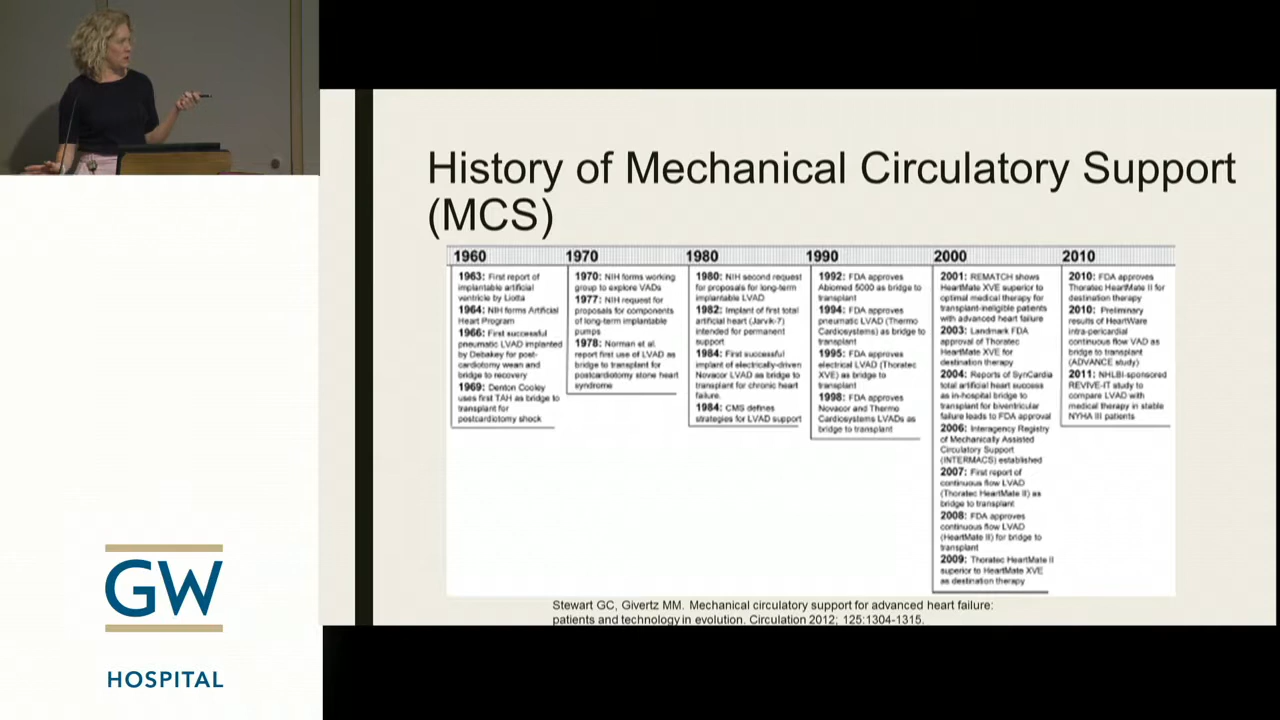 History of Mechanical Circulatory Support
(MCS)
1960
1963: First report of
implantable artificial
ventricle by Liotta
1964: NIH forms Artificial
Heart Program
1966: First successful
pneumatic LVAD implanted
by Debakey for post-
cardiotomy wean and
bridge to recovery
1969: Denton Cooley
uses first TAH as bridge to
transplant for
postcardiotomy shock
1970
1970: NIH forms working
group to explore VADs
1977: NIH request for
proposals for components
of long-term implantable
pumps
1978: Norman et al.
report first use of LVAD as
bridge to transplant for
postcardiotomy stone heart
syndrome
1980
1980: NIH second request
for proposals for long-term
implantable LVAD
1982: Implant of first total
artificial heart (Jarvik-7)
intended for permanent
support
1984: First successful
implant of electrically-driven
Novacor LVAD as bridge to
transplant for chronic heart
failure.
1984: CMS defines
strategies for LVAD support
1990
1992: FDA approves
Abiomed 5000 as bridge to
transplant
1994: FDA approves
pneumatic LVAD (Thermo
Cardiosystems) as bridge to
transplant
1995: FDA approves
electrical LVAD (Thoratec
XVE) as bridge to
transplant
1998: FDA approves
Novacor and Thermo
Cardiosystems LVADs as
bridge to transplant
2000
2001: REMATCH shows
HeartMate XVE superior to
optimal medical therapy for
transplant-ineligible patients
with advanced heart failure
2003: Landmark FDA
approval of Thoratec
HeartMate XVE for
destination therapy
2004: Reports of SynCardia
total artificial heart success
as in-hospital bridge to
transplant for biventricular
failure leads to FDA approval
2006: Interagency Registry
of Mechanically Assisted
Circulatory Support
(INTERMACS) established
2007: First report of
continuous flow LVAD
(Thoratec HeartMate II) as
bridge to transplant
2008: FDA approves
continuous flow LVAD
(HeartMate II) for bridge to
transplant
2009: Thoratec HeartMate II
superior to HeartMate XVE
as destination therapy
2010
2010: FDA approves
Thoratec HeartMate II for
destination therapy
2010: Preliminary
results of HeartWare
intra-pericardial
continuous flow VAD as
bridge to transplant
(ADVANCE study)
2011: NHLBI-sponsored
REVIVE-IT study to
compare LVAD with
medical therapy in stable
NYHA III patients
Stewart GC, Givertz MM. Mechanical circulatory support for advanced heart failure:
patients and technology in evolution. Circulation 2012; 125:1304-1315.
GW
HOSPITAL